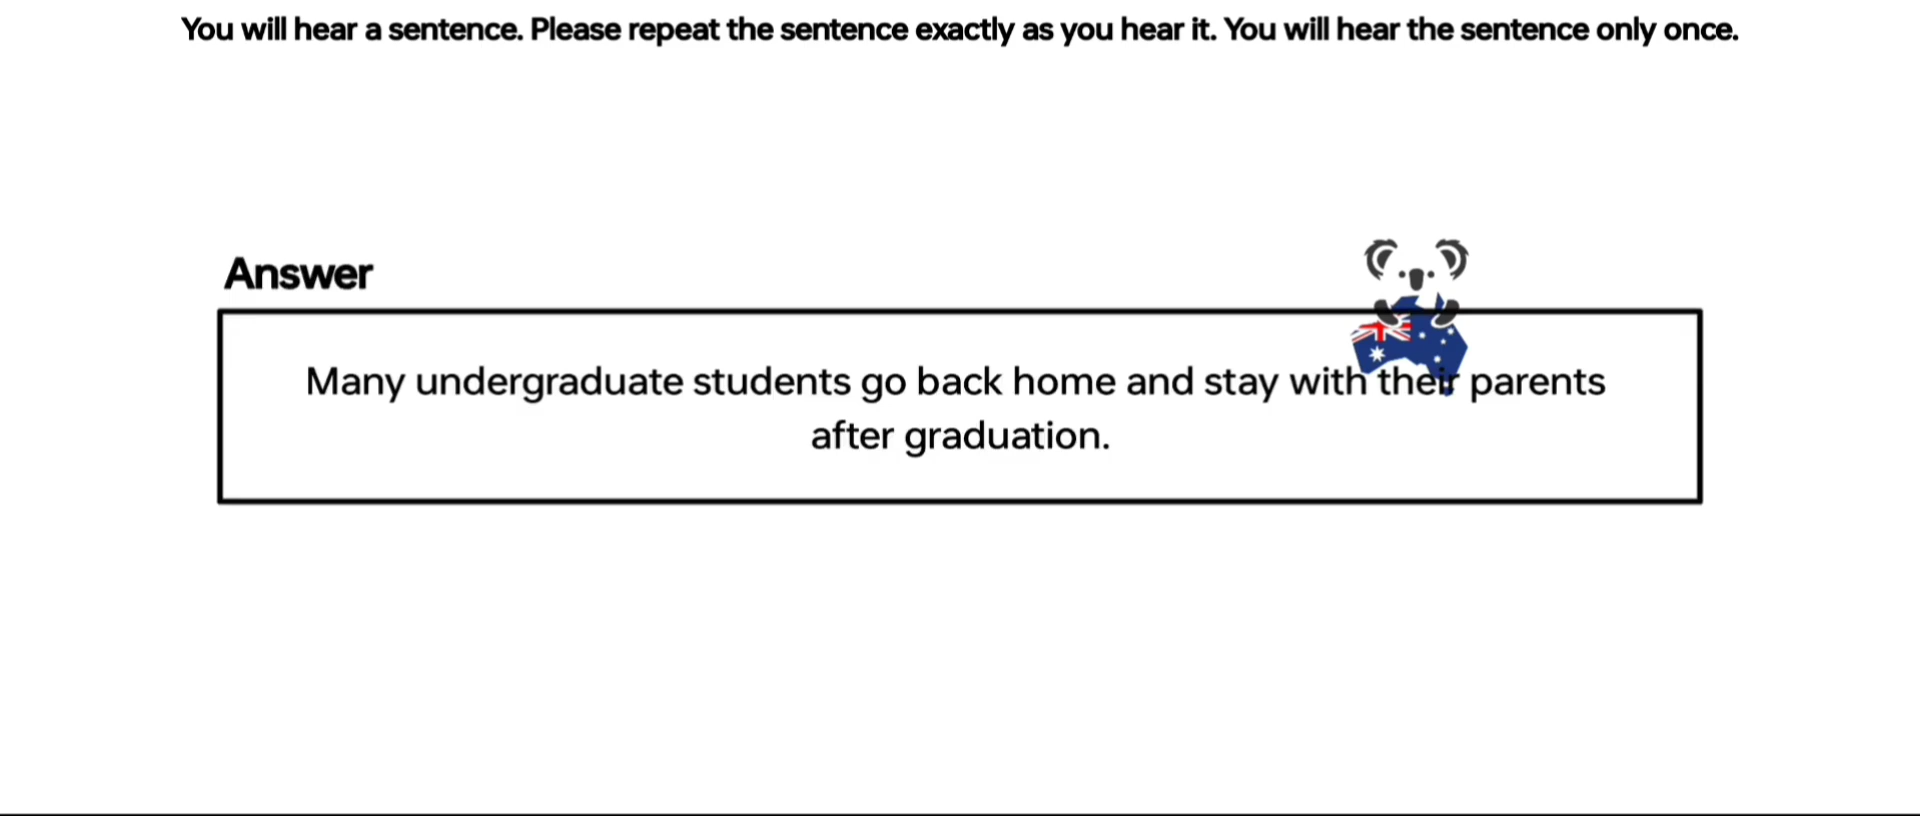 You will hear a sentence. Please repeat the sentence exactly as you hear it. You will hear the sentence only once.
Answer
Many undergraduate students go back home and stay with their parents
after graduation.